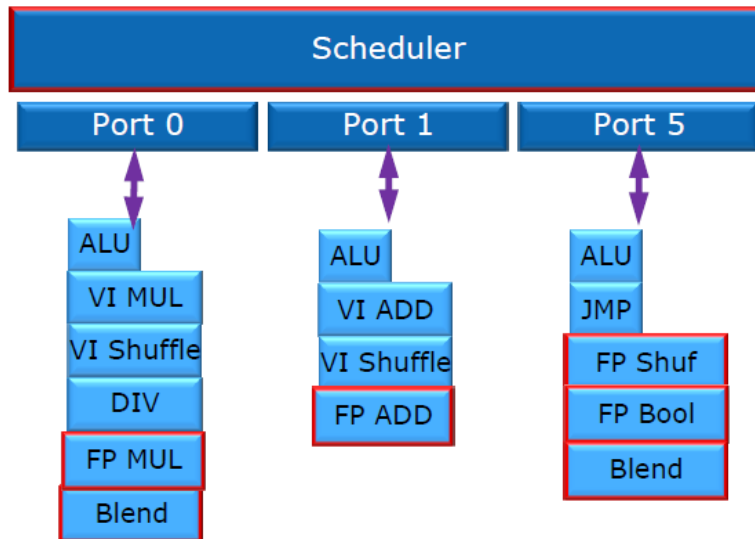 Scheduler
Port 0
Port 1
Port 5
ALU
VI MUL
VI Shuffle
DIV
FP MUL
Blend
ALU
VI ADD
VI Shuffle
FP ADD
ALU
JMP
FP Shuf
FP Bool
Blend